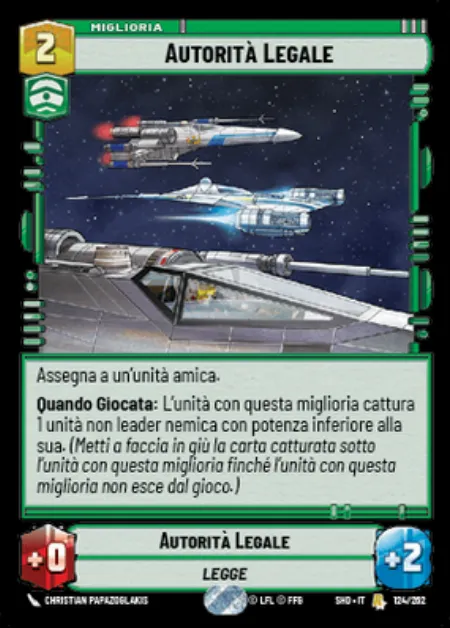 MIGLIORIA
2
AUTORITÀ LEGALE
Assegna a un'unità amica.
Quando Giocata: L'unità con questa miglioria cattura
1 unità non leader nemica con potenza inferiore alla
sua. (Metti a faccia in giù la carta catturata sotto
l'unità con questa miglioria finché l'unità con questa
miglioria non esce dal gioco.)
+0
AUTORITÀ LEGALE
+2
LEGGE
CHRISTIAN PAPAZOGLAKIS
© LFL © FFG
SHD • IT
124/262